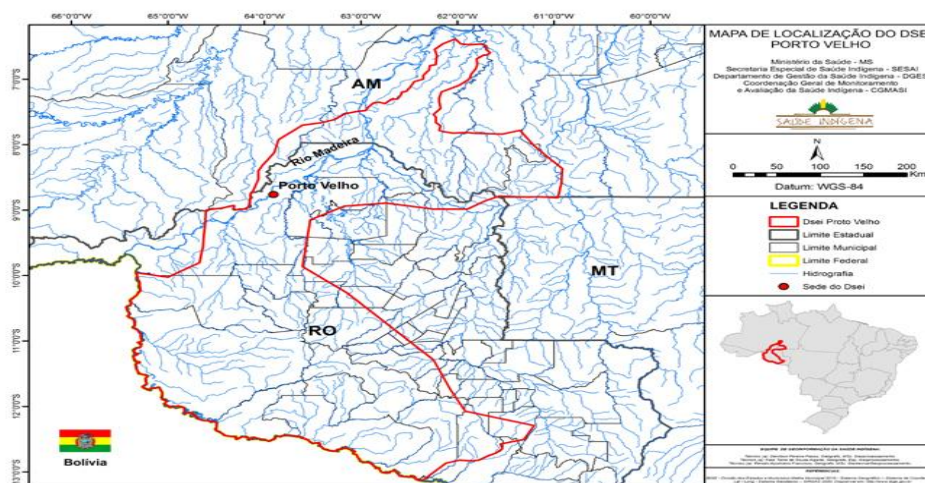 66°0'0"W 65°0'0"W 64°0'0"W 63°0'0"W 62°0'0"W 61°0'0"W 60°0'0"W
MAPA DE LOCALIZAÇÃO DO DSEI
PORTO VELHO
Ministério da Saúde - MS
Secretaria Especial de Saúde Indígena - SESAI
Departamento de Gestão da Saúde Indígena - DGESI
Coordenação Geral de Monitoramento
e Avaliação da Saúde Indígena - CGMASI
SAÚDE INDÍGENA
N
0 50 100 150 200
Km
Datum: WGS-84
LEGENDA
Dsei Proto Velho
Limite Estadual
Limite Municipal
Limite Federal
Hidrografia
Sede do Dsei
7°0'0"S
8°0'0"S
9°0'0"S
10°0'0"S
11°0'0"S
12°0'0"S
13°0'0"S
AM
Rio Madeira
Porto Velho
MT
RO
Bolívia